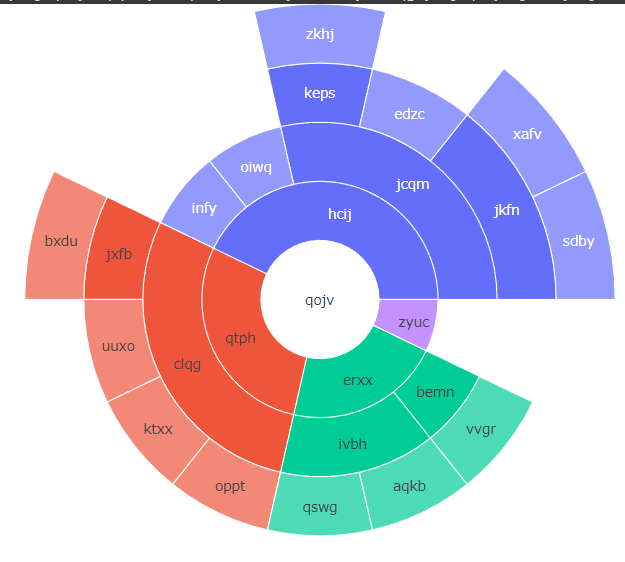 zkhj
keps
edzc
xafv
oiwq
jcqm
infy
hcij
jkfn
sdby
bxdu
jxfb
qojv
zyuc
uuxo
clqg
qtph
erxx
bemn
ktxx
ivbh
vvgr
oppt
qswg
aqkb